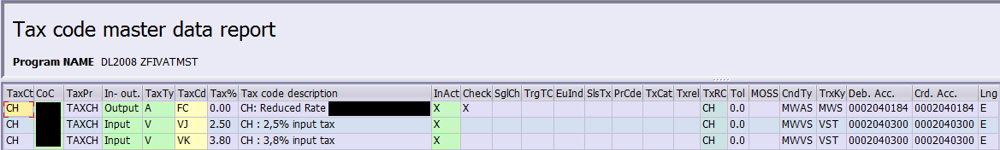 Tax code master data report
Program NAME DL2008 ZFIVATMST
TaxCt CoC TaxPr In- out. TaxTy TaxCd Tax% Tax code description InAct Check SglCh TrgTC EuInd SlsTx PrCde TxCat Txrel TxRC Tol MOSS CndTy TrxKy Deb. Acc. Crd. Acc. Lng
CH TAXCH Output A FC 0.00 CH: Reduced Rate X X CH 0.0 MWAS MWS 0002040184 0002040184 E
CH TAXCH Input V VJ 2.50 CH : 2,5% input tax X CH 0.0 MWVS VST 0002040300 0002040300 E
CH TAXCH Input V VK 3.80 CH : 3,8% input tax X CH 0.0 MWVS VST 0002040300 0002040300 E